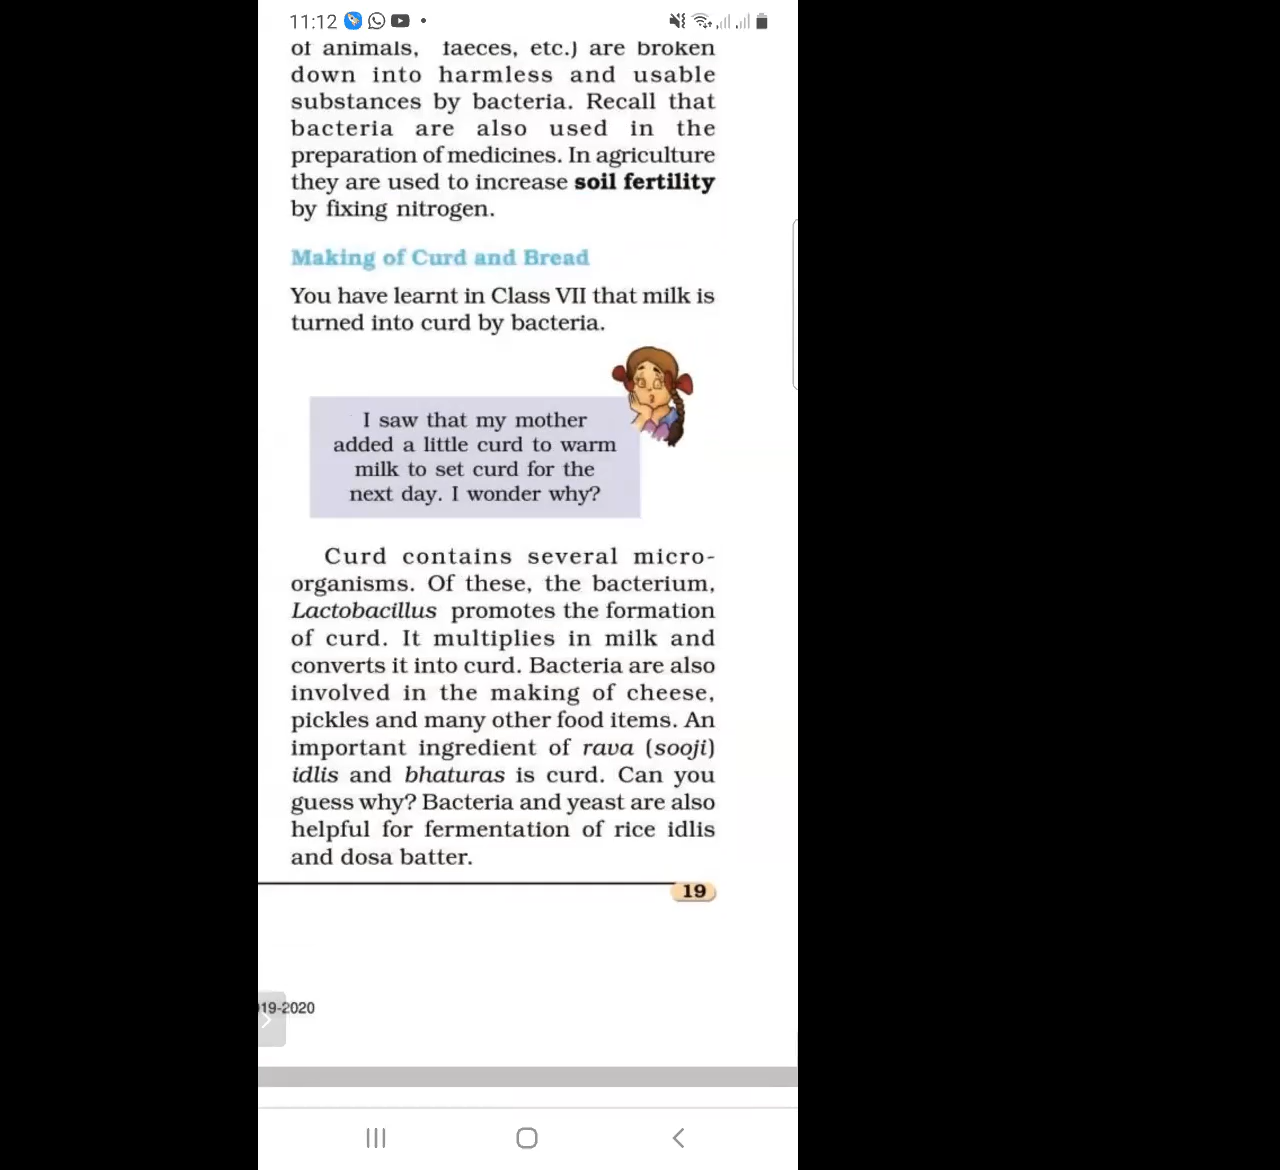 11:12
of animals, faeces, etc.) are broken
down into harmless and usable
substances by bacteria. Recall that
bacteria are also used in the
preparation of medicines. In agriculture
they are used to increase soil fertility
by fixing nitrogen.
Making of Curd and Bread
You have learnt in Class VII that milk is
turned into curd by bacteria.
I saw that my mother
added a little curd to warm
milk to set curd for the
next day. I wonder why?
Curd contains several micro-
organisms. Of these, the bacterium,
Lactobacillus promotes the formation
of curd. It multiplies in milk and
converts it into curd. Bacteria are also
involved in the making of cheese,
pickles and many other food items. An
important ingredient of rava (sooji)
idlis and bhaturas is curd. Can you
guess why? Bacteria and yeast are also
helpful for fermentation of rice idlis
and dosa batter.
19
19-2020